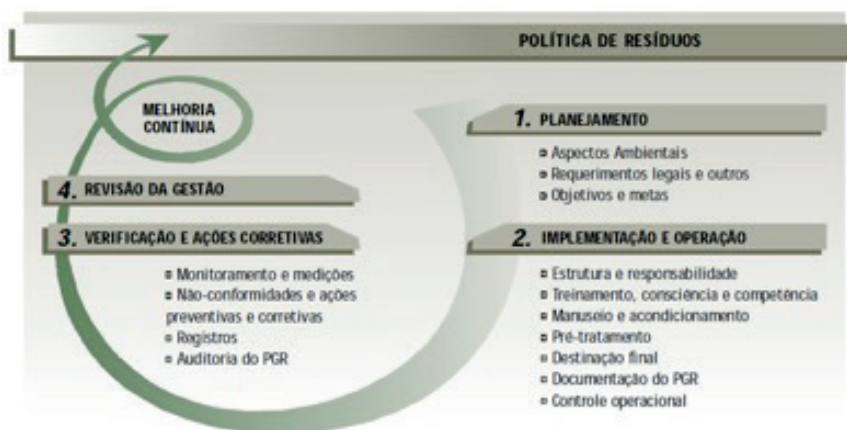 POLÍTICA DE RESÍDUOS
MELHORIA
CONTÍNUA
1. PLANEJAMENTO
Aspectos Ambientais
Requerimentos legais e outros
Objetivos e metas
2. IMPLEMENTAÇÃO E OPERAÇÃO
Estrutura e responsabilidade
Treinamento, consciência e competência
Manuseio e acondicionamento
Pré-tratamento
Destinação final
Documentação do PGR
Controle operacional
3. VERIFICAÇÃO E AÇÕES CORRETIVAS
Monitoramento e medições
Não-conformidades e ações
preventivas e corretivas
Registros
Auditoria do PGR
4. REVISÃO DA GESTÃO